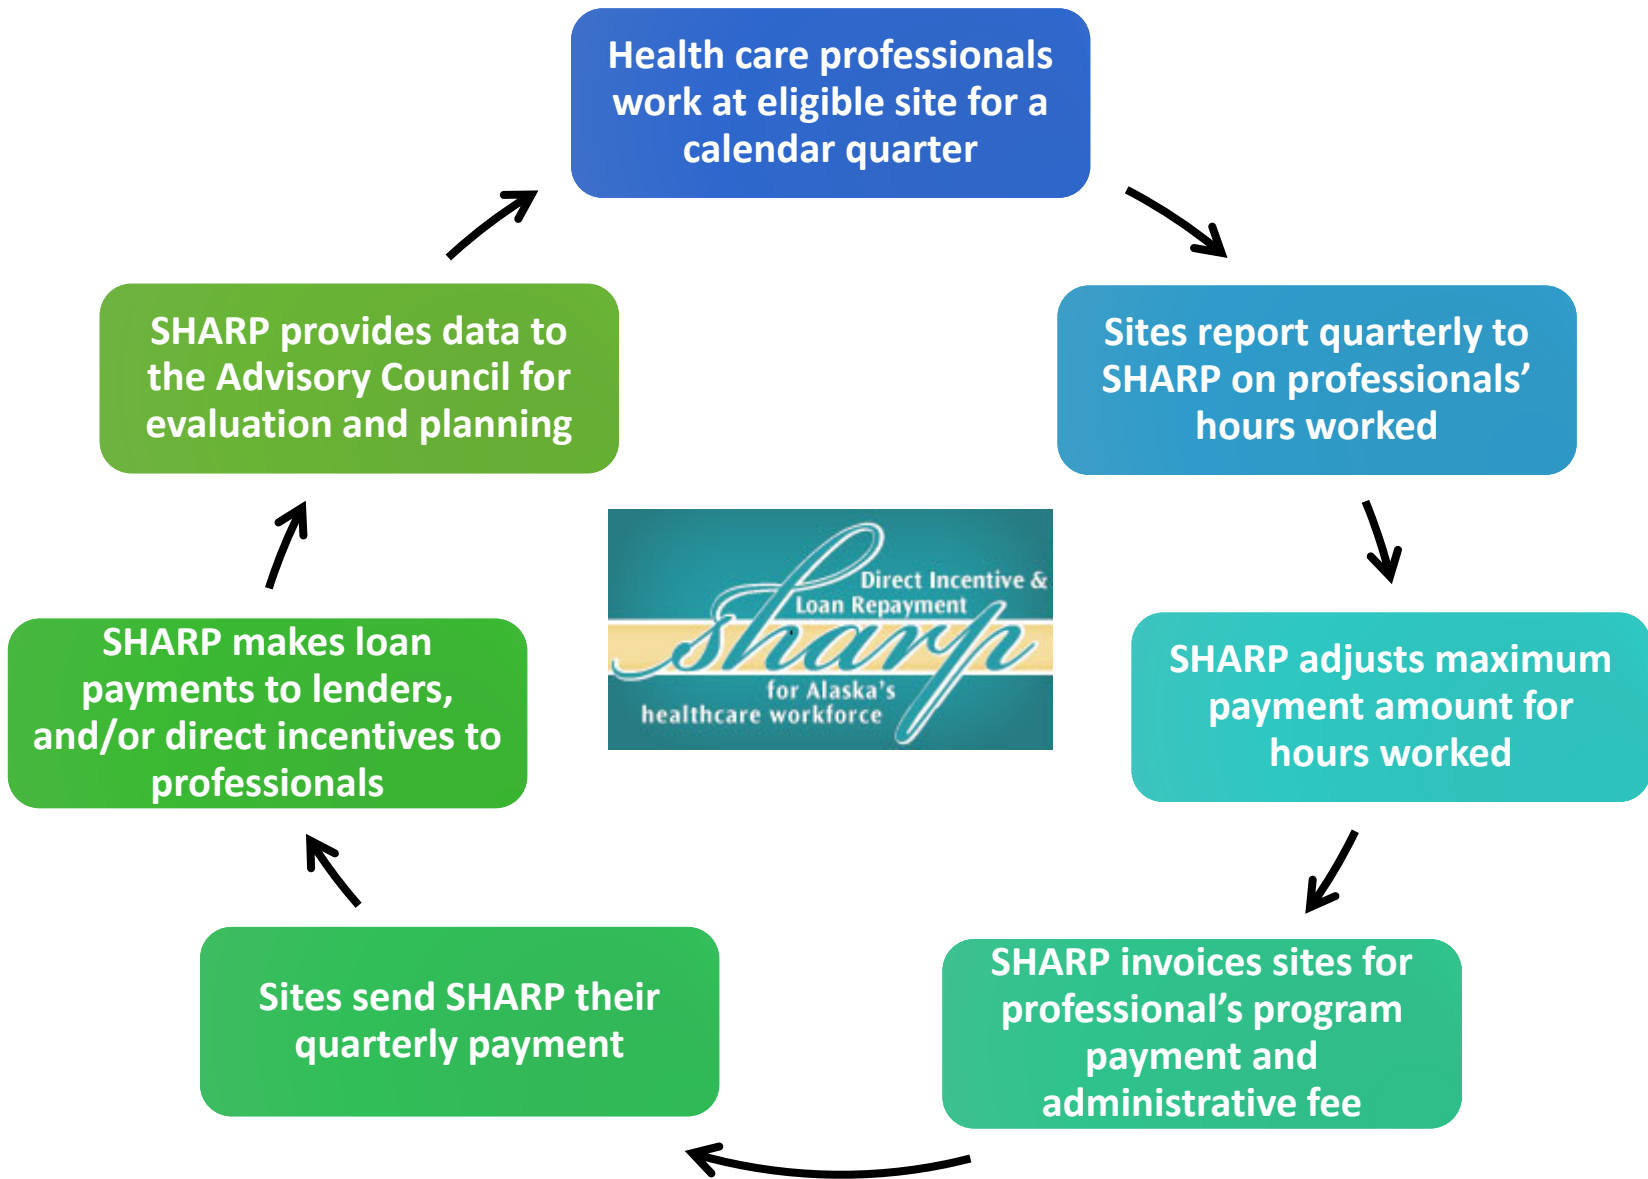 Health care professionals
work at eligible site for a
calendar quarter
Sites report quarterly to
SHARP on professionals’
hours worked
SHARP adjusts maximum
payment amount for
hours worked
SHARP invoices sites for
professional’s program
payment and
administrative fee
Sites send SHARP their
quarterly payment
SHARP makes loan
payments to lenders,
and/or direct incentives to
professionals
SHARP provides data to
the Advisory Council for
evaluation and planning
Direct Incentive &
Loan Repayment
sharp
for Alaska’s
healthcare workforce